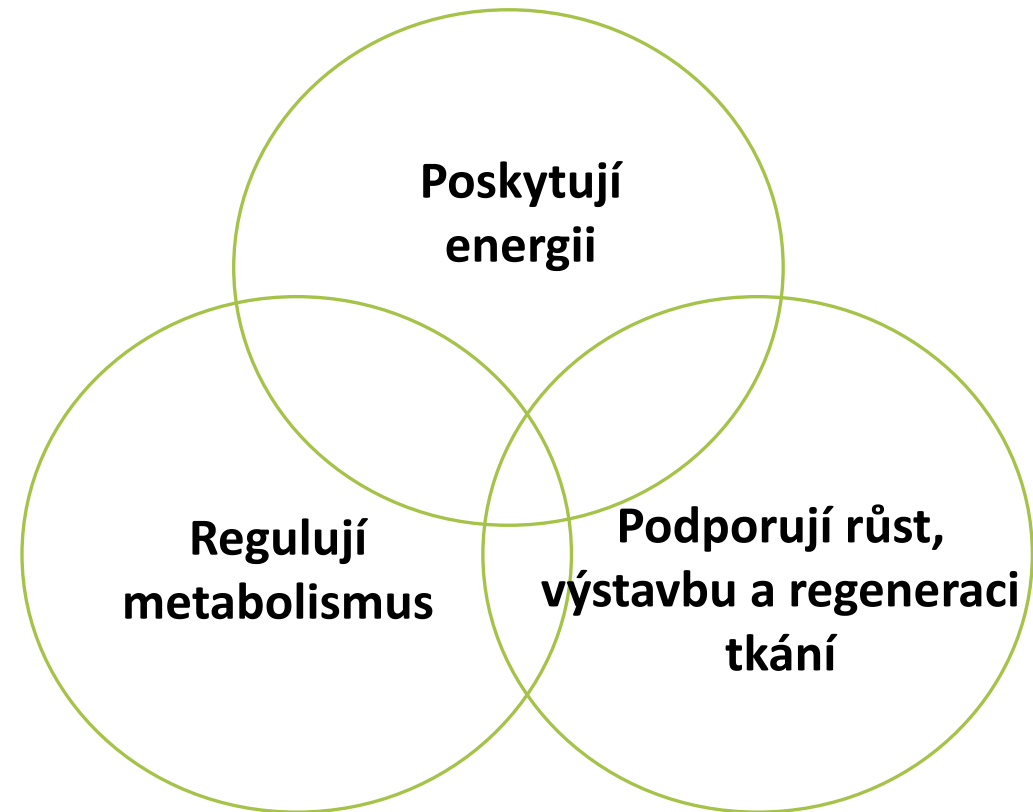 Poskytují
energii
Regulují
metabolismus
Podporují růst,
výstavbu a regeneraci
tkání